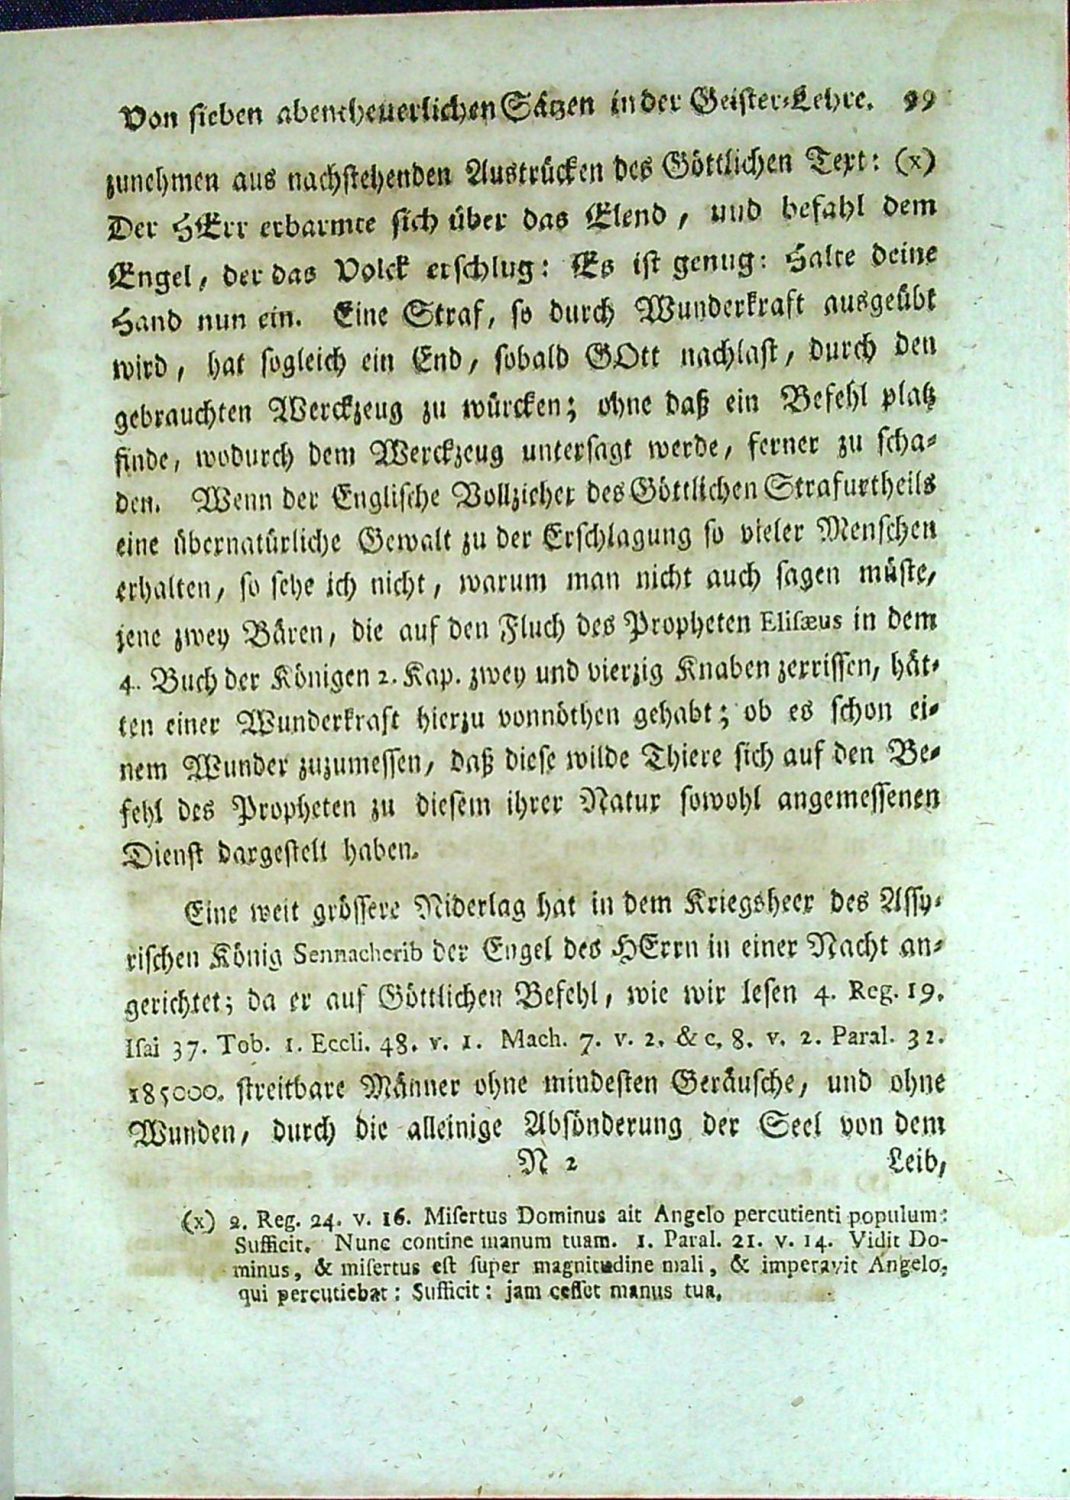 Von sieben abentheuerlichen Sätzen in der Geister-Lehre. 99
zunehmen aus nachstehenden Austrücken des Göttlichen Text: (x)
Der HErr erbarmte sich über das Elend, und befahl dem
Engel, der das Volck erschlug: Es ist genug: Halte deine
Hand nun ein. Eine Straf, so durch Wunderkraft ausgeübt
wird, hat sogleich ein End, sobald GOtt nachlast, durch den
gebrauchten Werckzeug zu würcken; ohne daß ein Befehl platz
finde, wodurch dem Werckzeug untersagt werde, ferner zu scha-
den. Wenn der Englische Vollzieher des Göttlichen Strafurtheils
eine übernatürliche Gewalt zu der Erschlagung so vieler Menschen
erhalten, so sehe ich nicht, warum man nicht auch sagen müste,
jene zwey Bären, die auf den Fluch des Propheten Elisæus in dem
4. Buch der Königen 2. Kap. zwey und vierzig Knaben zerrissen, hät-
ten einer Wunderkraft hierzu vonnöthen gehabt; ob es schon ei-
nem Wunder zuzumessen, daß diese wilde Thiere sich auf den Be-
fehl des Propheten zu diesem ihrer Natur sowohl angemessenen
Dienst dargestelt haben.
Eine weit grössere Niderlag hat in dem Kriegsheer des Assy-
rischen König Sennacherib der Engel des HErrn in einer Nacht an-
gerichtet; da er auf Göttlichen Befehl, wie wir lesen 4. Reg. 19.
Isai 37. Tob. 1. Eccli. 48. v. 1. Mach. 7. v. 2. & c. 8. v. 2. Paral. 32.
185000. streitbare Männer ohne mindesten Geräusche, und ohne
Wunden, durch die alleinige Absönderung der Seel von dem
N 2 Leib,
(x) 2. Reg. 24. v. 16. Misertus Dominus ait Angelo percutienti populum:
Sufficit. Nunc contine manum tuam. 1. Paral. 21. v. 14. Vidit Do-
minus, & misertus est super magnitudine mali, & imperavit Angelo,
qui percutiebat: Sufficit: jam cesset manus tua.